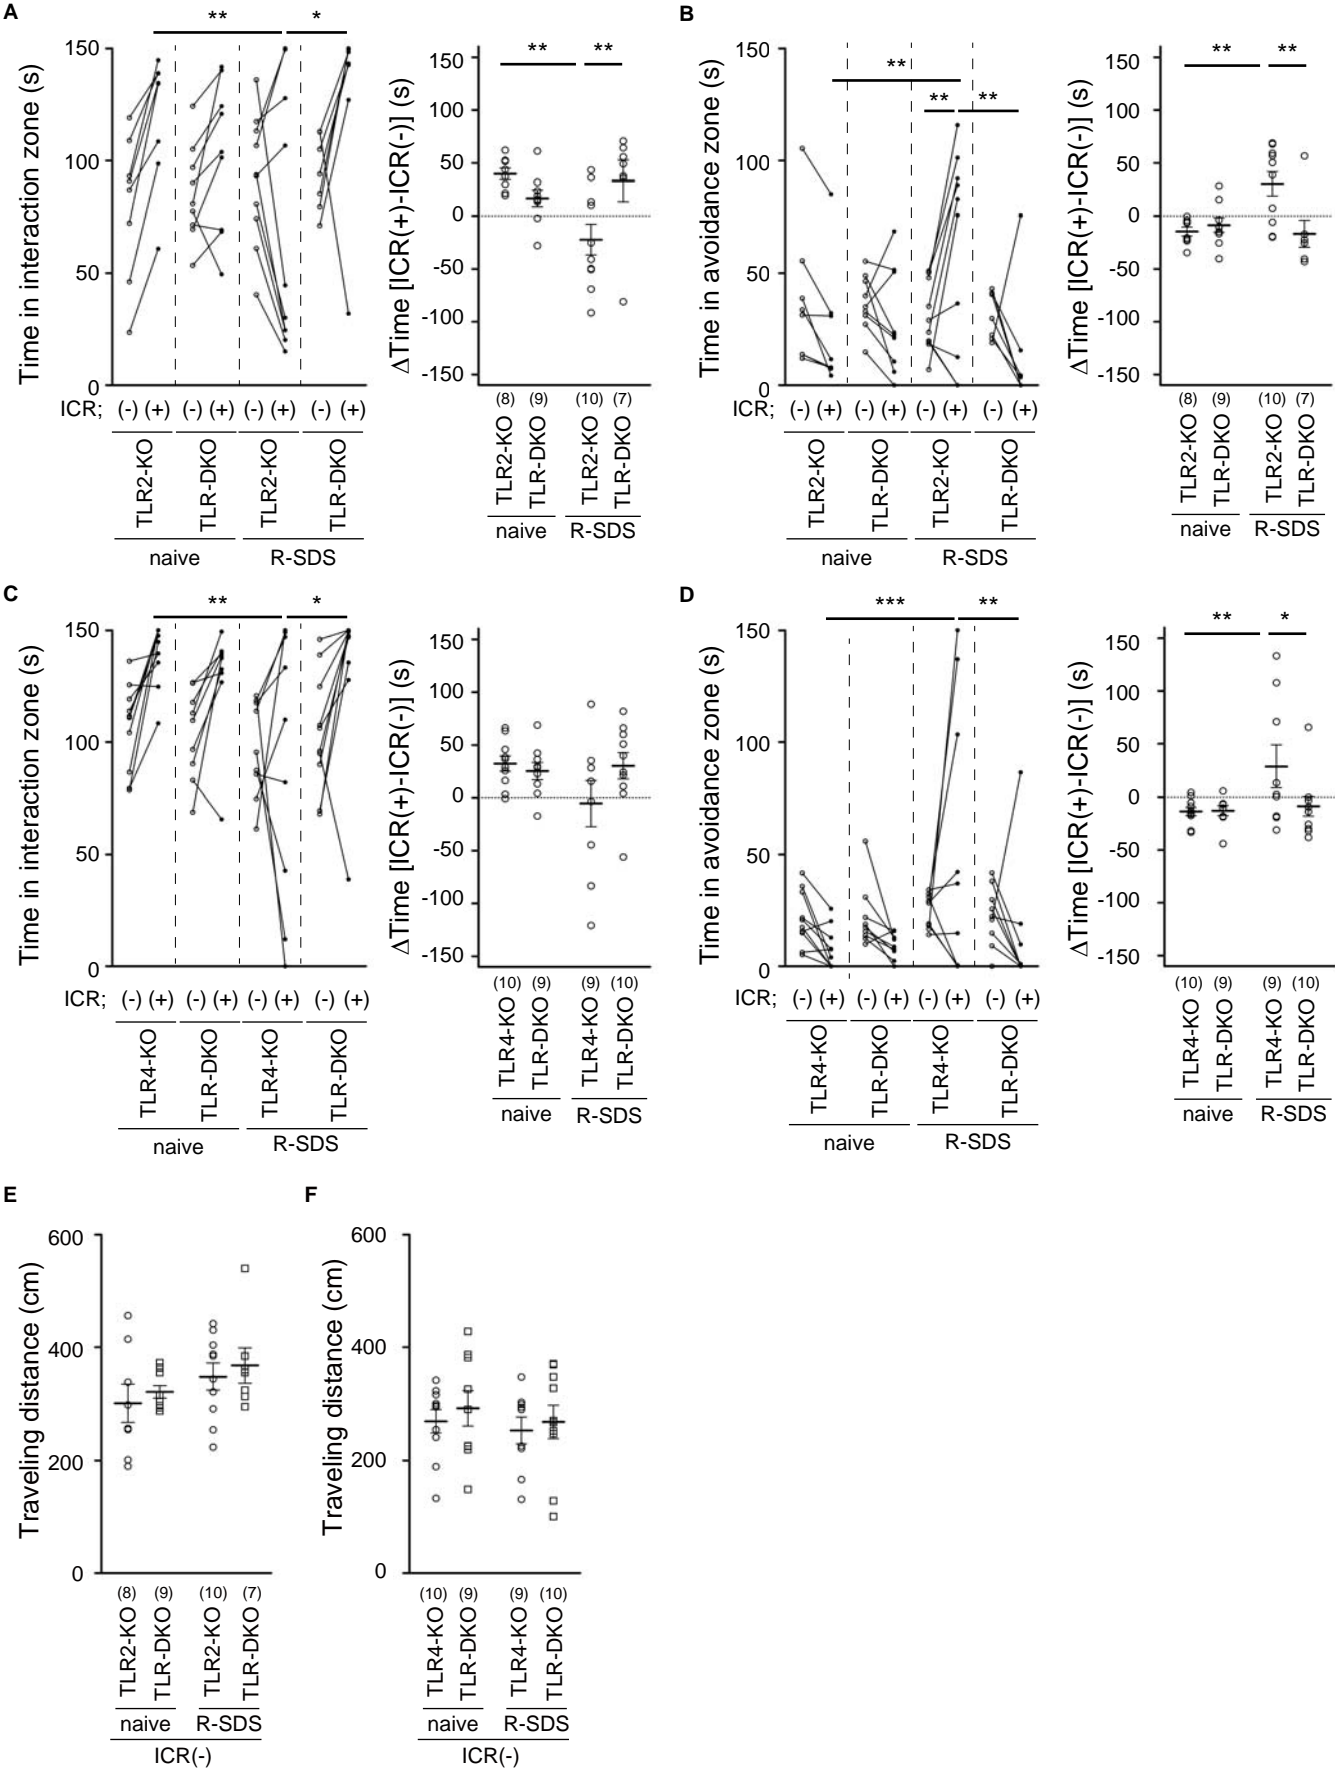 A
Time in interaction zone (s)
150
100
50
0
** *
ICR; (-) (+) (-) (+) (-) (+) (-) (+)
TLR2-KO TLR-DKO TLR2-KO TLR-DKO
naive R-SDS
ΔTime [ICR(+)-ICR(-)] (s)
150
100
50
0
-50
-100
-150
** **
(8) (9) (10) (7)
TLR2-KO TLR-DKO TLR2-KO TLR-DKO
naive R-SDS
B
Time in avoidance zone (s)
150
100
50
0
**
** **
ICR; (-) (+) (-) (+) (-) (+) (-) (+)
TLR2-KO TLR-DKO TLR2-KO TLR-DKO
naive R-SDS
ΔTime [ICR(+)-ICR(-)] (s)
150
100
50
0
-50
-100
-150
** **
(8) (9) (10) (7)
TLR2-KO TLR-DKO TLR2-KO TLR-DKO
naive R-SDS
C
Time in interaction zone (s)
150
100
50
0
** *
ICR; (-) (+) (-) (+) (-) (+) (-) (+)
TLR4-KO TLR-DKO TLR4-KO TLR-DKO
naive R-SDS
ΔTime [ICR(+)-ICR(-)] (s)
150
100
50
0
-50
-100
-150
(10) (9) (9) (10)
TLR4-KO TLR-DKO TLR4-KO TLR-DKO
naive R-SDS
D
Time in avoidance zone (s)
150
100
50
0
*** **
ICR; (-) (+) (-) (+) (-) (+) (-) (+)
TLR4-KO TLR-DKO TLR4-KO TLR-DKO
naive R-SDS
ΔTime [ICR(+)-ICR(-)] (s)
150
100
50
0
-50
-100
-150
** *
(10) (9) (9) (10)
TLR4-KO TLR-DKO TLR4-KO TLR-DKO
naive R-SDS
E
Traveling distance (cm)
600
400
200
0
(8) (9) (10) (7)
TLR2-KO TLR-DKO TLR2-KO TLR-DKO
naive R-SDS
ICR(-)
F
Traveling distance (cm)
600
400
200
0
(10) (9) (9) (10)
TLR4-KO TLR-DKO TLR4-KO TLR-DKO
naive R-SDS
ICR(-)